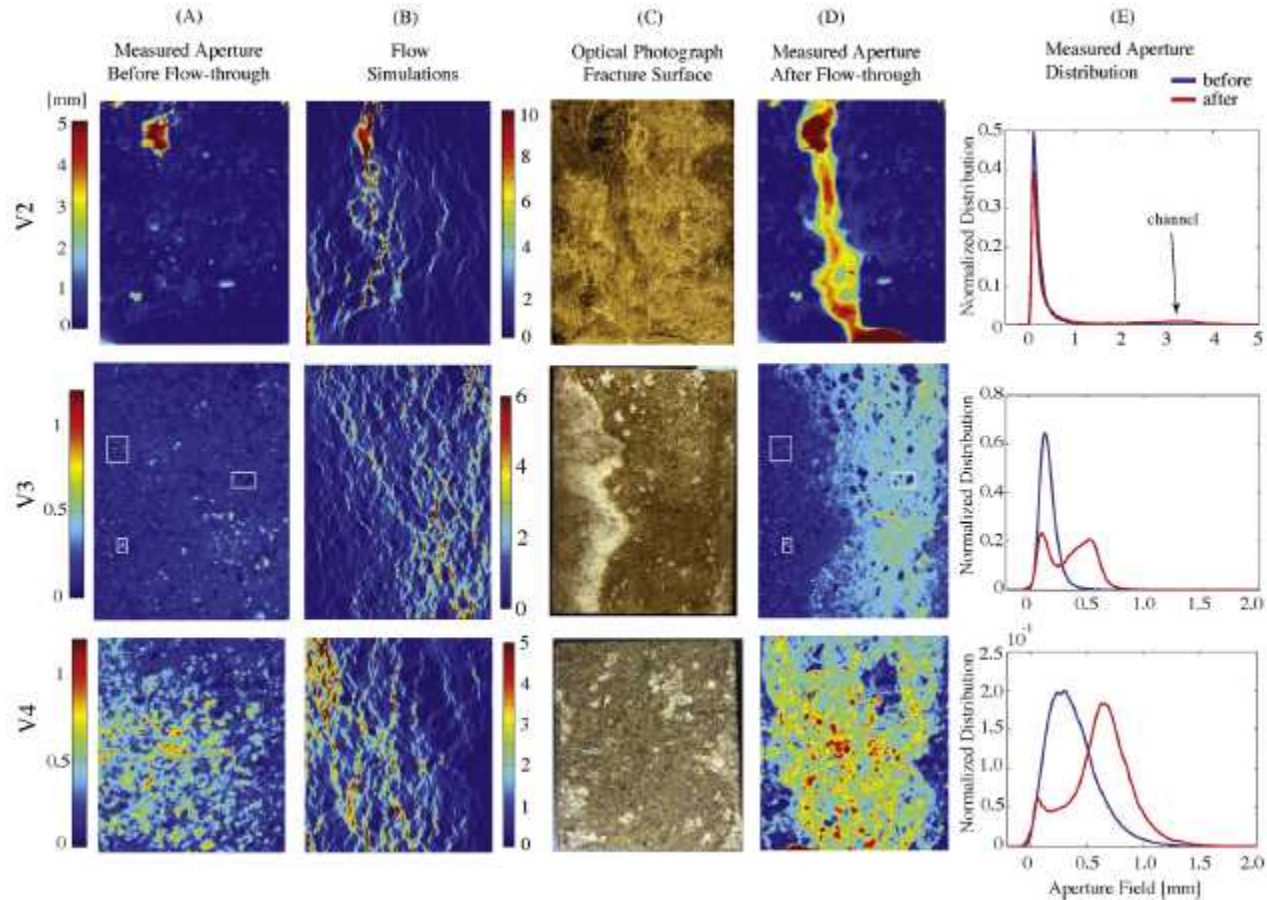 (A)
(B)
(C)
(D)
(E)
Measured Aperture
Before Flow-through
Flow
Simulations
Optical Photograph
Fracture Surface
Measured Aperture
After Flow-through
Measured Aperture
Distribution
before
after
[mm]
V2
5
4
3
2
1
0
10
8
6
4
2
0
Normalized Distribution
0.5
0.4
0.3
0.2
0.1
0
channel
0
1
2
3
4
5
V3
1
0.5
0
6
4
2
0
Normalized Distribution
0.8
0.6
0.4
0.2
0
0
0.5
1.0
1.5
2.0
V4
1
0.5
0
5
4
3
2
1
0
Normalized Distribution
10⁻¹
2.5
2.0
1.0
0.5
0
0
0.5
1.0
1.5
2.0
Aperture Field [mm]